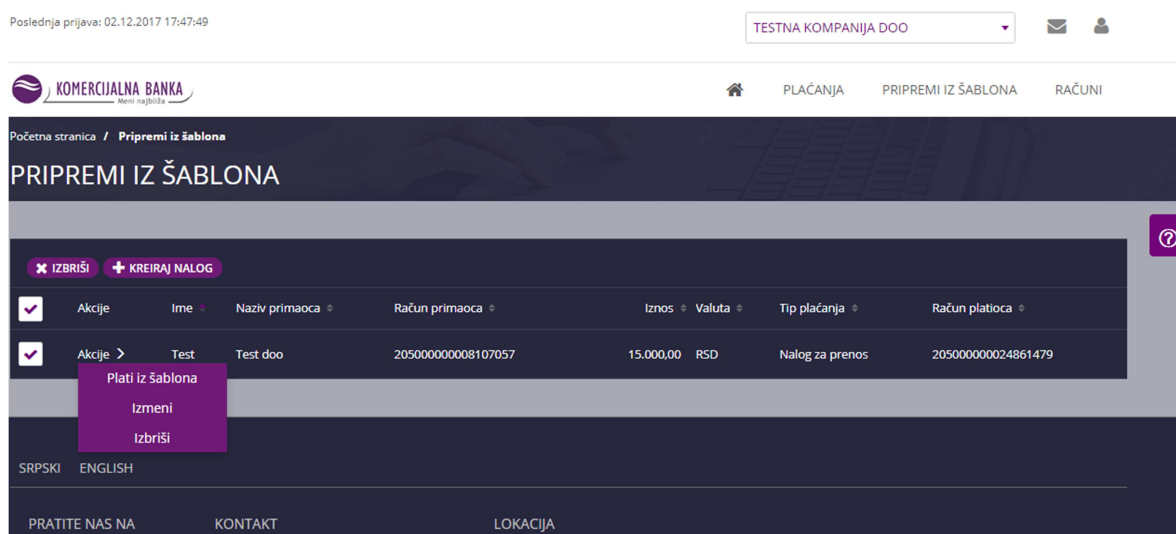 Poslednja prijava: 02.12.2017 17:47:49
TESTNA KOMPANIJA DOO
KOMERCIJALNA BANKA
Meni najbliža
PLAĆANJA PRIPREMI IZ ŠABLONA RAČUNI
Početna stranica / Pripremi iz šablona
PRIPREMI IZ ŠABLONA
IZBRIŠI KREIRAJ NALOG
Akcije Ime Naziv primaoca Račun primaoca Iznos Valuta Tip plaćanja Račun platioca
Akcije Test Test doo 205000000008107057 15.000,00 RSD Nalog za prenos 205000000024861479
Plati iz šablona
Izmeni
Izbriši
SRPSKI ENGLISH
PRATITE NAS NA KONTAKT LOKACIJA